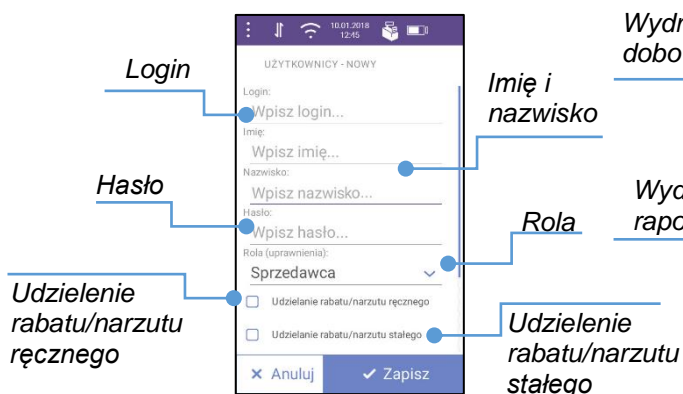 10.01.2018
12:45
UŻYTKOWNICY - NOWY
Login:
Wpisz login...
Imię:
Wpisz imię...
Nazwisko:
Wpisz nazwisko...
Hasło:
Wpisz hasło...
Rola (uprawnienia):
Sprzedawca
Udzielanie rabatu/narzutu ręcznego
Udzielanie rabatu/narzutu stałego
Anuluj
Zapisz
Login
Hasło
Udzielenie
rabatu/narzutu
ręcznego
Imię i
nazwisko
Rola
Udzielenie
rabatu/narzutu
stałego